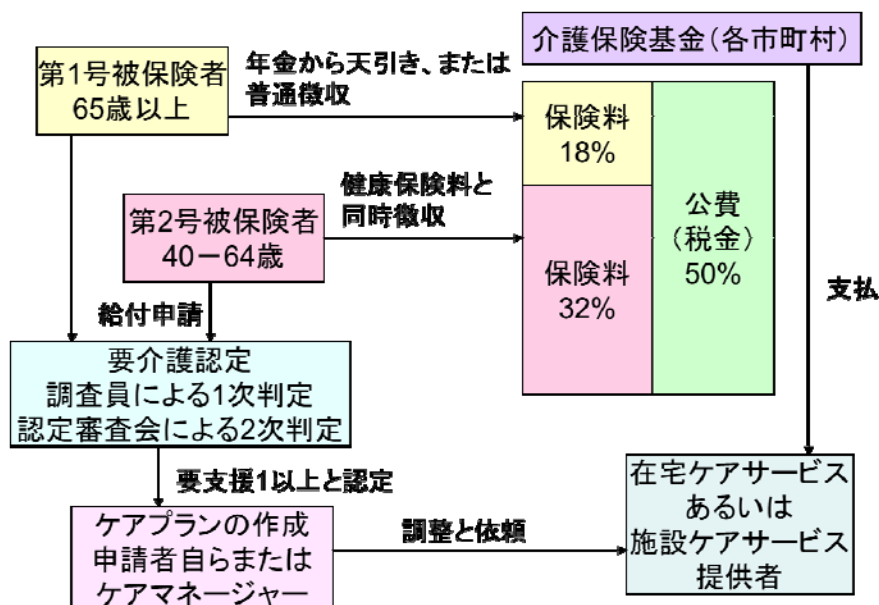 介護保険基金（各市町村）
第1号被保険者
65歳以上
年金から天引き、または
普通徴収
保険料
18%
第2号被保険者
40－64歳
健康保険料と
同時徴収
保険料
32%
公費
（税金）
50%
支払
給付申請
要介護認定
調査員による1次判定
認定審査会による2次判定
要支援1以上と認定
ケアプランの作成
申請者自らまたは
ケアマネージャー
調整と依頼
在宅ケアサービス
あるいは
施設ケアサービス
提供者